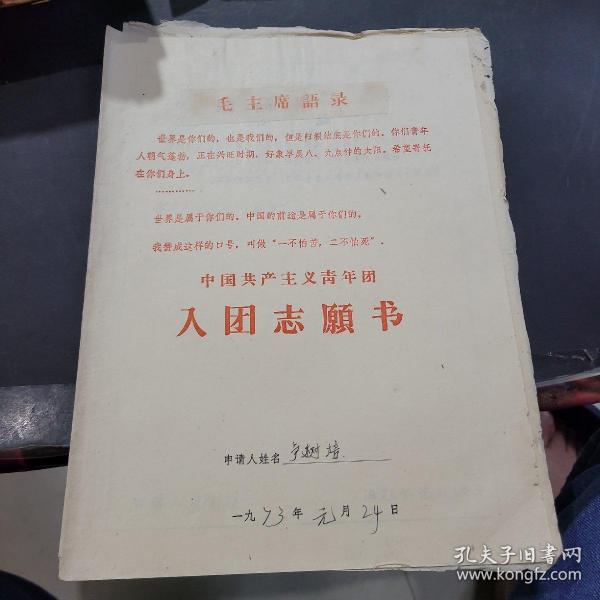 毛主席語录
世界是你们的，也是我们的，但是归根结底是你们的。你们青年
人朝气蓬勃，正在兴旺时期，好象早晨八、九点钟的太阳。希望寄托
在你们身上。
…………
世界是属于你们的。中国的前途是属于你们的。
我赞成这样的口号，叫做“一不怕苦，二不怕死”。
中国共产主义青年团
入团志願书
申请人姓名 卢树培
一九73年元月24日
孔夫子旧书网
www.kongfz.com